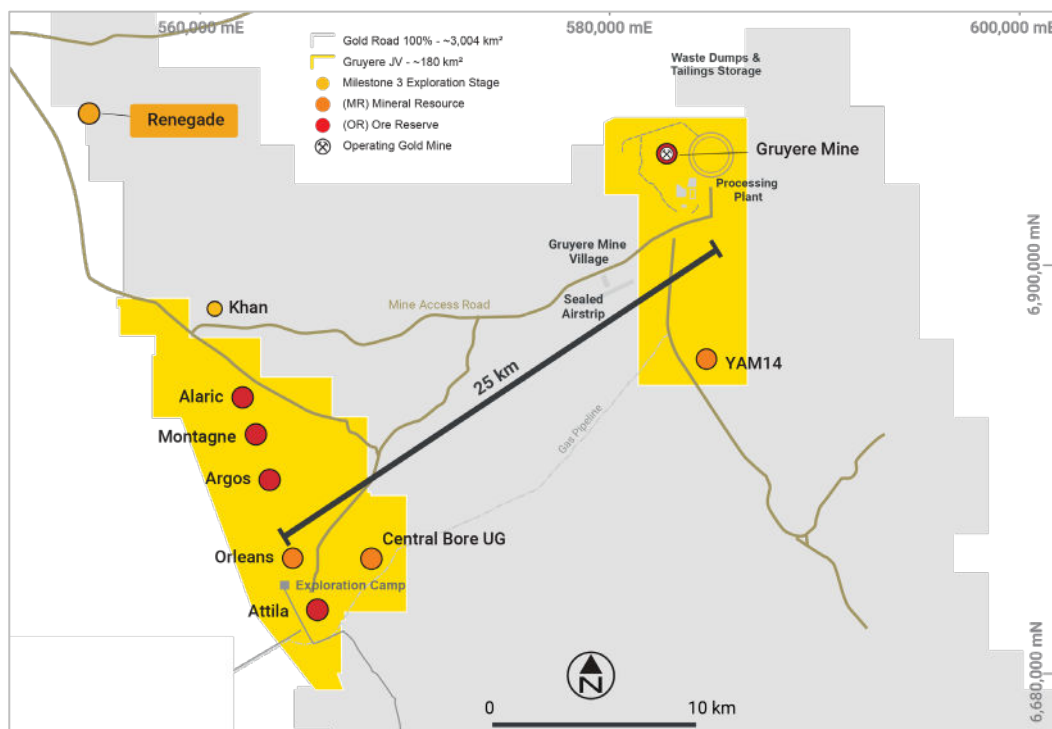 560,000 mE
580,000 mE
600,000 mE
Gold Road 100% - ~3,004 km²
Gruyere JV - ~180 km²
Milestone 3 Exploration Stage
(MR) Mineral Resource
(OR) Ore Reserve
Operating Gold Mine
Waste Dumps &
Tailings Storage
Renegade
Gruyere Mine
Processing
Plant
Gruyere Mine
Village
6,900,000 mN
Sealed
Airstrip
Khan
Mine Access Road
25 km
YAM14
Alaric
Montagne
Gas Pipeline
Argos
Orleans
Central Bore UG
Exploration Camp
Attila
N
0
10 km
6,680,000 mN